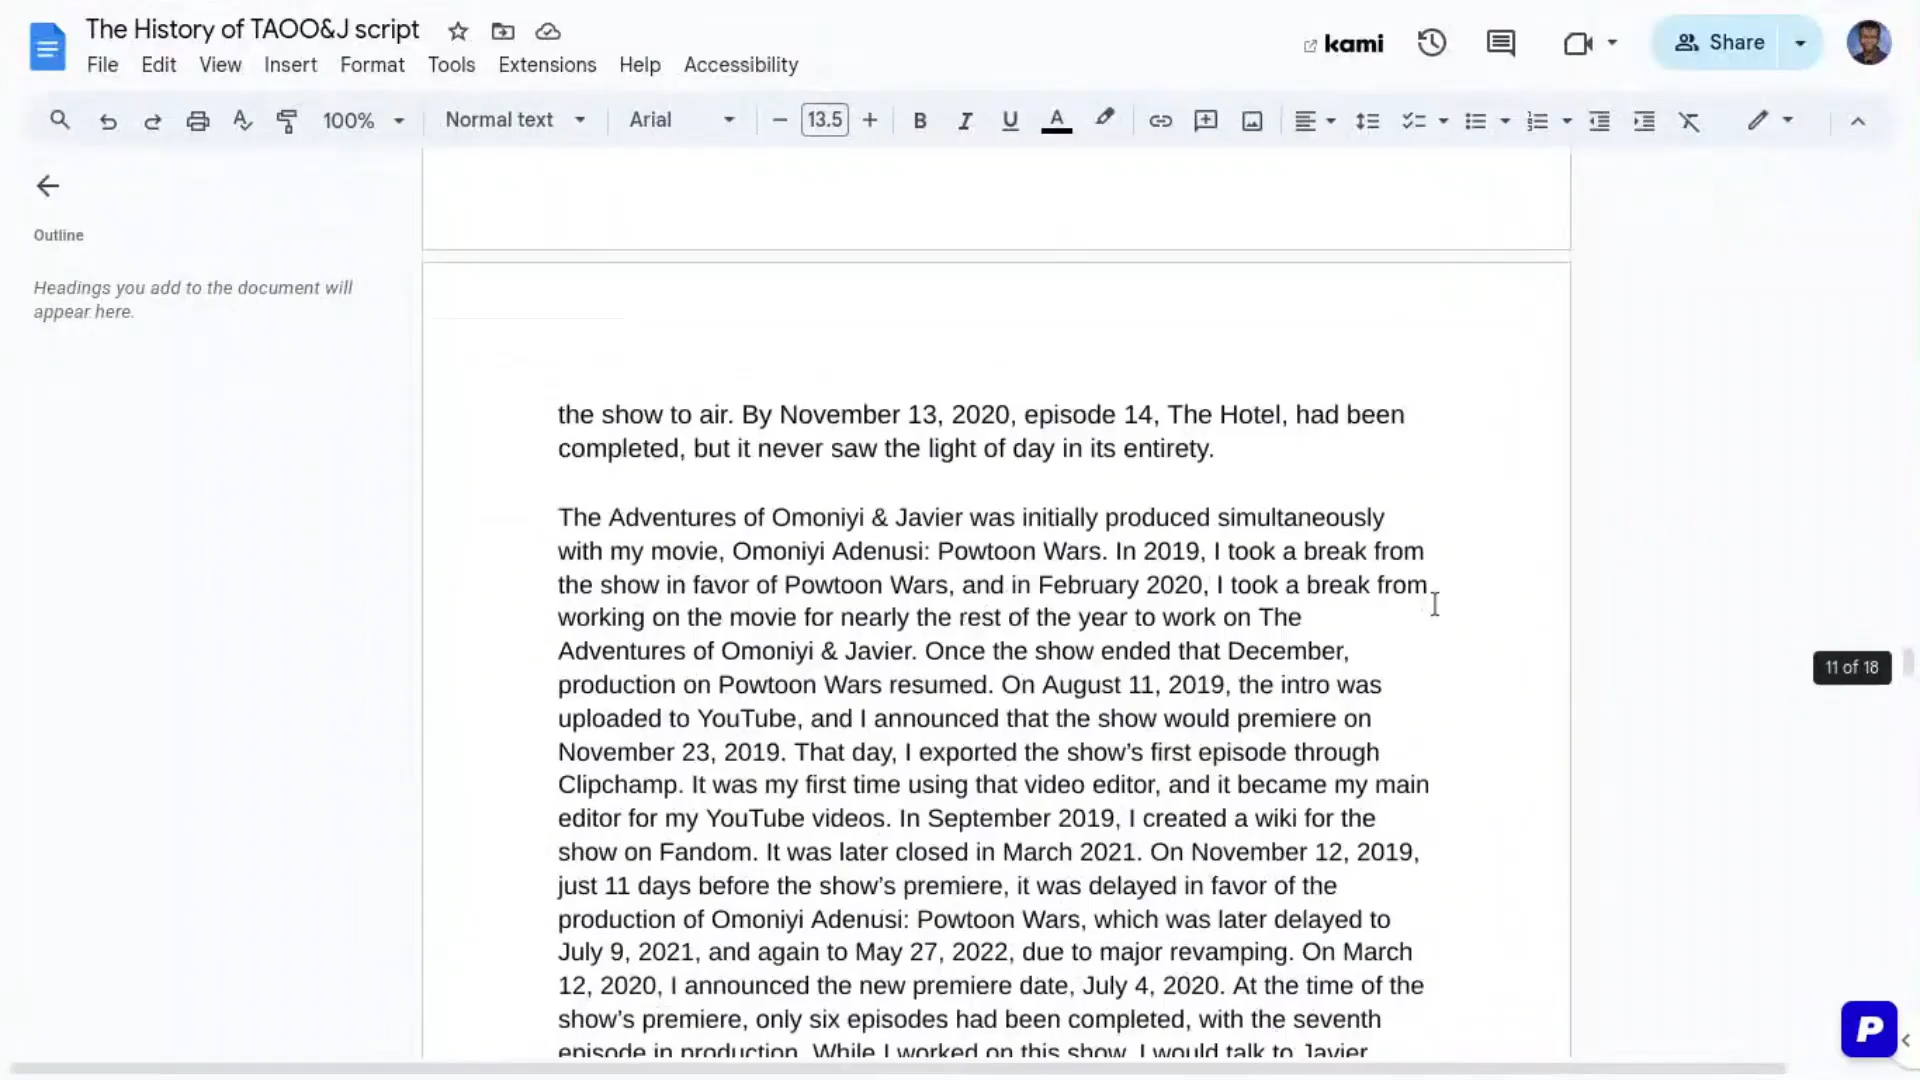 The History of TAOO&J script
kami
Share
File Edit View Insert Format Tools Extensions Help Accessibility
100% Normal text Arial 13.5
Outline
Headings you add to the document will
appear here.
the show to air. By November 13, 2020, episode 14, The Hotel, had been
completed, but it never saw the light of day in its entirety.
The Adventures of Omoniyi & Javier was initially produced simultaneously
with my movie, Omoniyi Adenusi: Powtoon Wars. In 2019, I took a break from
the show in favor of Powtoon Wars, and in February 2020, I took a break from
working on the movie for nearly the rest of the year to work on The
Adventures of Omoniyi & Javier. Once the show ended that December,
production on Powtoon Wars resumed. On August 11, 2019, the intro was
uploaded to YouTube, and I announced that the show would premiere on
November 23, 2019. That day, I exported the show’s first episode through
Clipchamp. It was my first time using that video editor, and it became my main
editor for my YouTube videos. In September 2019, I created a wiki for the
show on Fandom. It was later closed in March 2021. On November 12, 2019,
just 11 days before the show’s premiere, it was delayed in favor of the
production of Omoniyi Adenusi: Powtoon Wars, which was later delayed to
July 9, 2021, and again to May 27, 2022, due to major revamping. On March
12, 2020, I announced the new premiere date, July 4, 2020. At the time of the
show’s premiere, only six episodes had been completed, with the seventh
episode in production. While I worked on this show, I would talk to Javier
11 of 18
P